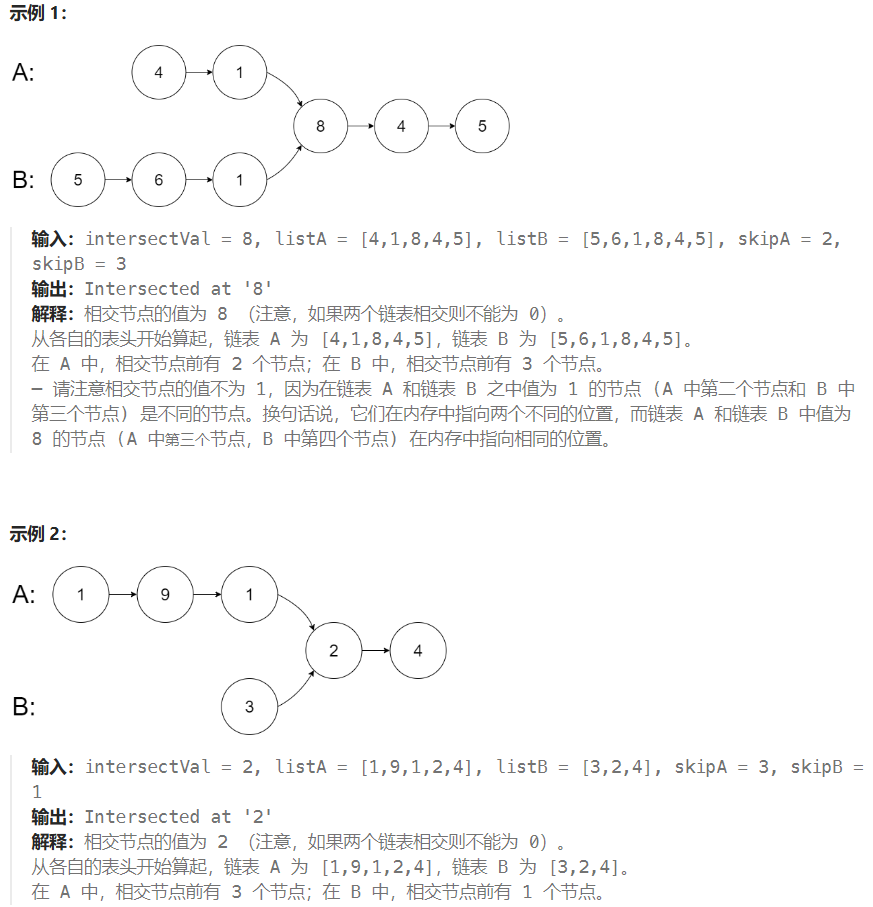 示例 1：
A:
4
1
8
4
5
B:
5
6
1
输入：intersectVal = 8, listA = [4,1,8,4,5], listB = [5,6,1,8,4,5], skipA = 2,
skipB = 3
输出：Intersected at '8'
解释：相交节点的值为 8 （注意，如果两个链表相交则不能为 0）。
从各自的表头开始算起，链表 A 为 [4,1,8,4,5]，链表 B 为 [5,6,1,8,4,5]。
在 A 中，相交节点前有 2 个节点；在 B 中，相交节点前有 3 个节点。
— 请注意相交节点的值不为 1，因为在链表 A 和链表 B 之中值为 1 的节点 (A 中第二个节点和 B 中
第三个节点) 是不同的节点。换句话说，它们在内存中指向两个不同的位置，而链表 A 和链表 B 中值为
8 的节点 (A 中第三个节点，B 中第四个节点) 在内存中指向相同的位置。
示例 2：
A:
1
9
1
2
4
B:
3
输入：intersectVal = 2, listA = [1,9,1,2,4], listB = [3,2,4], skipA = 3, skipB =
1
输出：Intersected at '2'
解释：相交节点的值为 2 （注意，如果两个链表相交则不能为 0）。
从各自的表头开始算起，链表 A 为 [1,9,1,2,4]，链表 B 为 [3,2,4]。
在 A 中，相交节点前有 3 个节点；在 B 中，相交节点前有 1 个节点。